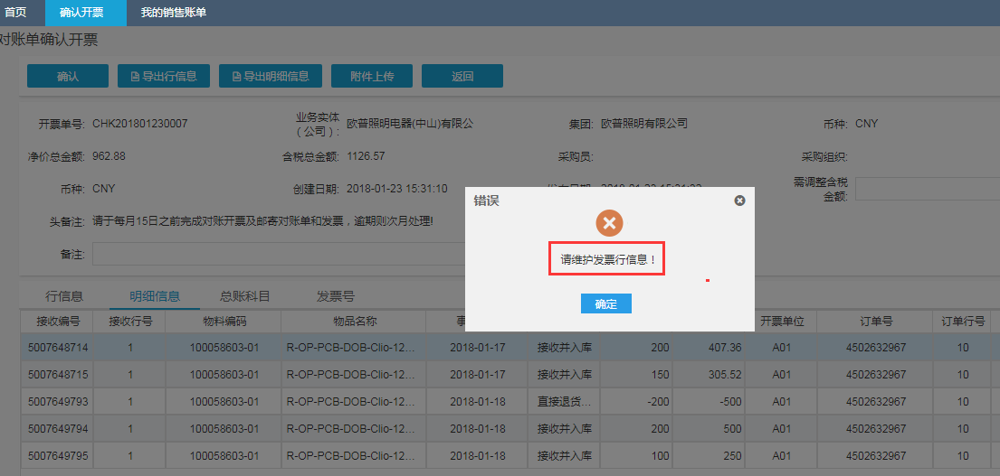 首页 确认开票 我的销售账单
对账单确认开票
确认 导出行信息 导出明细信息 附件上传 返回
开票单号: CHK201801230007 业务实体（公司）: 欧普照明电器(中山)有限公 集团: 欧普照明有限公司 币种: CNY
净价总金额: 962.88 含税总金额: 1126.57 采购员: 采购组织:
币种: CNY 创建日期: 2018-01-23 15:31:10 需调整含税金额:
头备注: 请于每月15日之前完成对账开票及邮寄对账单和发票，逾期则次月处理!
备注:
错误
请维护发票行信息！
确定
行信息 明细信息 总账科目 发票号
接收编号 接收行号 物料编码 物品名称 事 开票单位 订单号 订单行号
5007648714 1 100058603-01 R-OP-PCB-DOB-Clio-12... 2018-01-17 接收并入库 200 407.36 A01 4502632967 10
5007648715 1 100058603-01 R-OP-PCB-DOB-Clio-12... 2018-01-17 接收并入库 150 305.52 A01 4502632967 10
5007649793 1 100058603-01 R-OP-PCB-DOB-Clio-12... 2018-01-18 直接退货... -200 -500 A01 4502632967 10
5007649794 1 100058603-01 R-OP-PCB-DOB-Clio-12... 2018-01-18 接收并入库 200 500 A01 4502632967 10
5007649795 1 100058603-01 R-OP-PCB-DOB-Clio-12... 2018-01-18 接收并入库 100 250 A01 4502632967 10